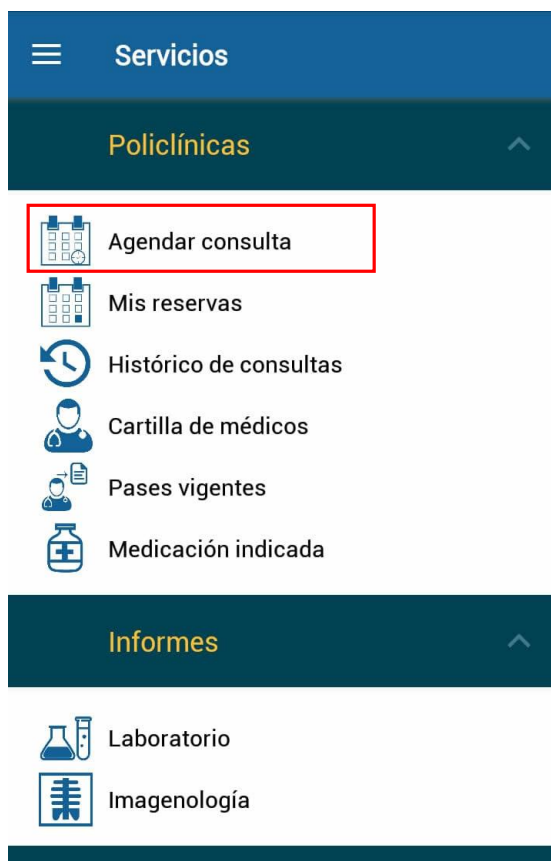 Servicios
Policlínicas
Agendar consulta
Mis reservas
Histórico de consultas
Cartilla de médicos
Pases vigentes
Medicación indicada
Informes
Laboratorio
Imagenología